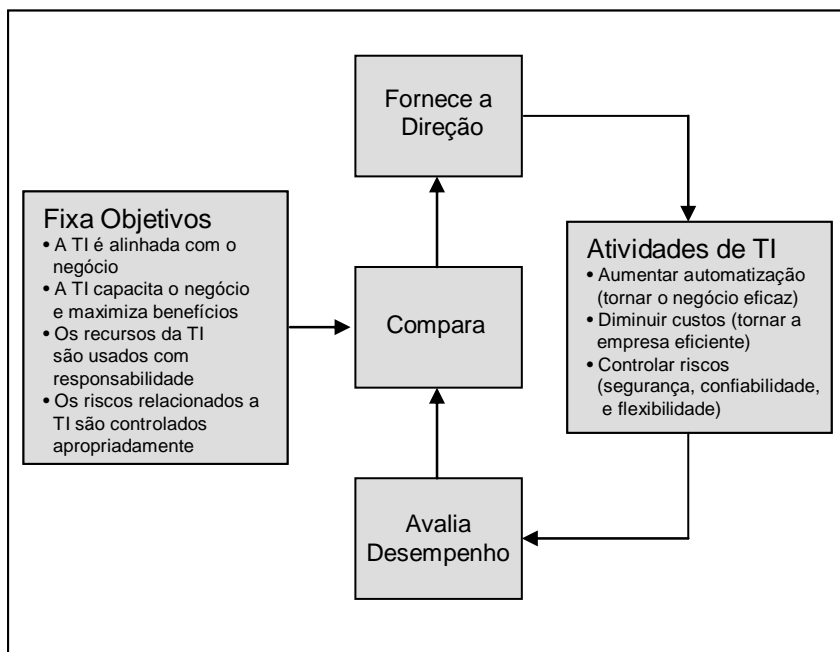 Fornece a
Direção
Fixa Objetivos
• A TI é alinhada com o
negócio
• A TI capacita o negócio
e maximiza benefícios
• Os recursos da TI
são usados com
responsabilidade
• Os riscos relacionados a
TI são controlados
apropriadamente
Compara
Atividades de TI
• Aumentar automatização
(tornar o negócio eficaz)
• Diminuir custos (tornar a
empresa eficiente)
• Controlar riscos
(segurança, confiabilidade,
e flexibilidade)
Avalia
Desempenho